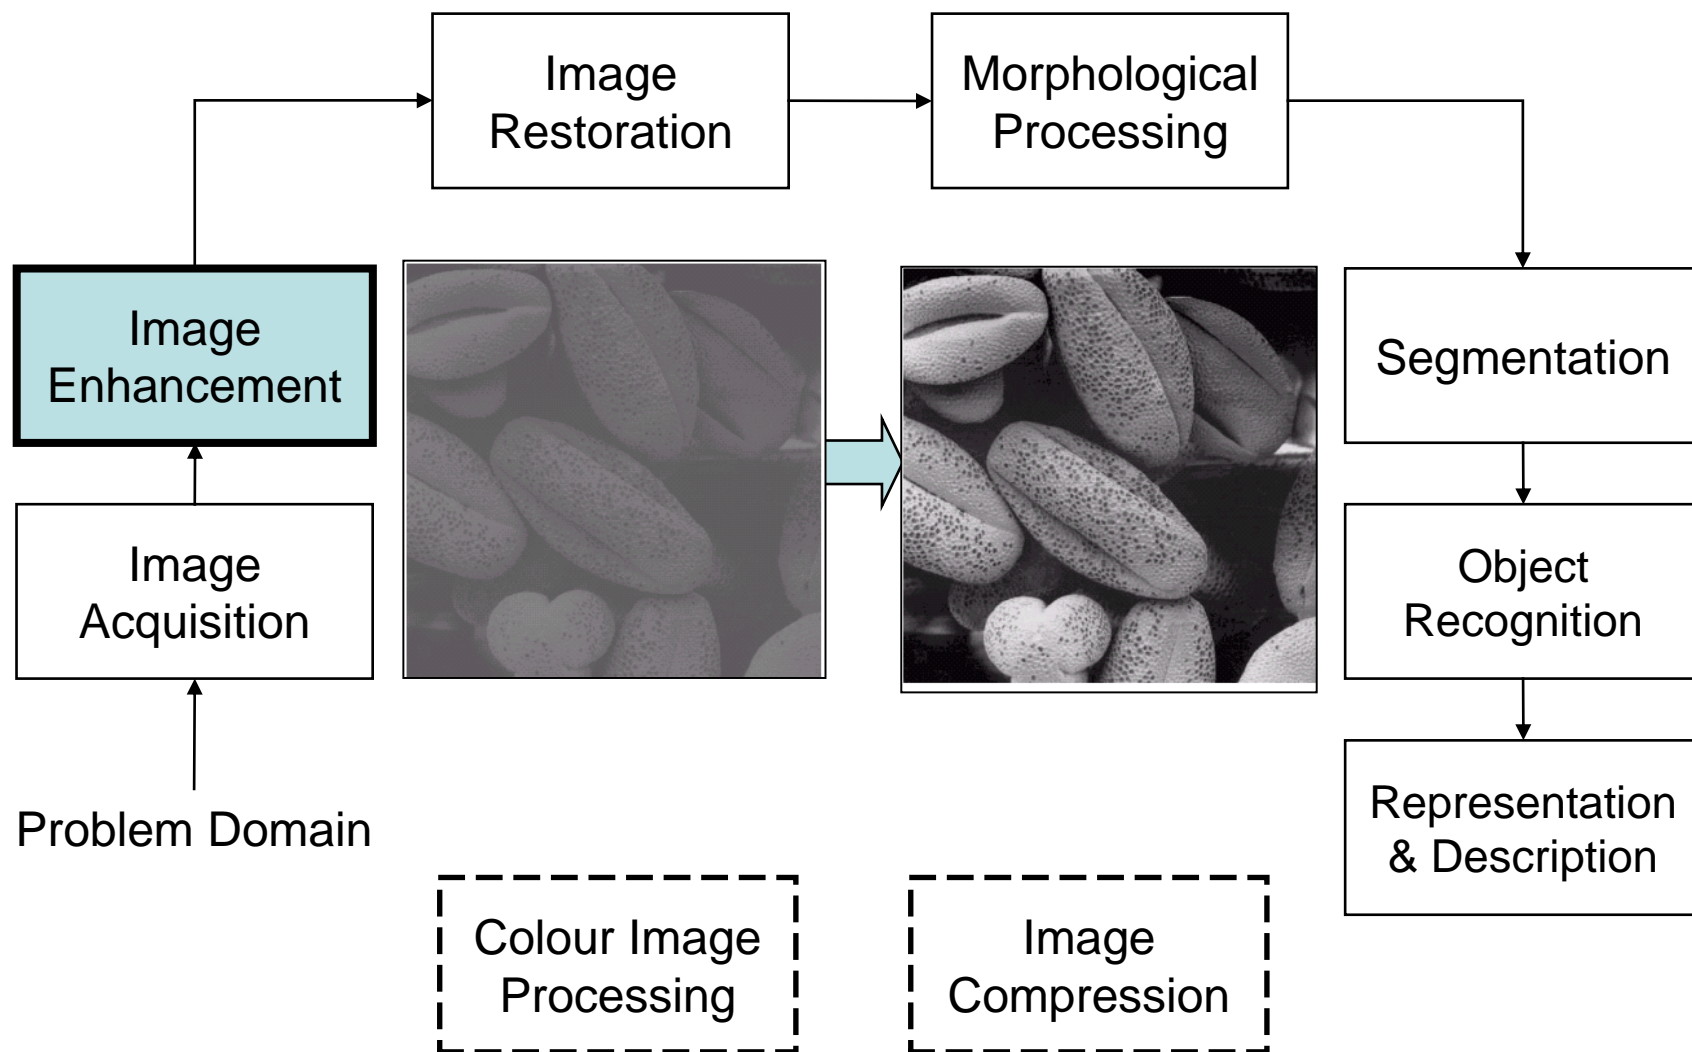 Image
Restoration
Morphological
Processing
Image
Enhancement
Segmentation
Image
Acquisition
Object
Recognition
Problem Domain
Representation
& Description
Colour Image
Processing
Image
Compression